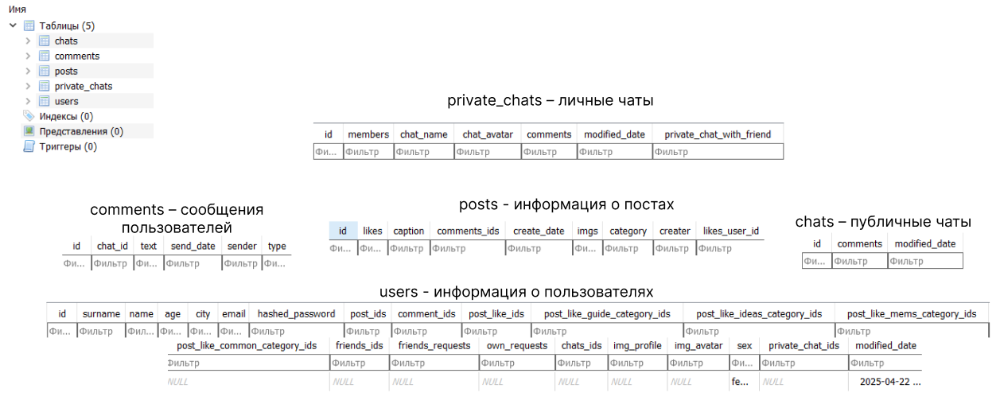 Имя
Таблицы (5)
chats
comments
posts
private_chats
users
Индексы (0)
Представления (0)
Триггеры (0)
private_chats – личные чаты
id members chat_name chat_avatar comments modified_date private_chat_with_friend
Фи... Фильтр Фильтр Фильтр Фильтр Фильтр Фильтр
comments – сообщения
пользователей
id chat_id text send_date sender type
Фи... Фильтр Фи... Фильтр Фильтр Фи...
posts - информация о постах
id likes caption comments_ids create_date imgs category creater likes_user_id
Фи... Фи... Фильтр Фильтр Фильтр Фи... Фильтр Фильтр Фильтр
chats – публичные чаты
id comments modified_date
Фи... Фильтр Фильтр
users - информация о пользователях
id surname name age city email hashed_password post_ids comment_ids post_like_ids post_like_guide_category_ids post_like_ideas_category_ids post_like_mems_category_ids
Фи... Фильтр Фил... Фи... Фи... Фи... Фильтр Фильтр Фильтр Фильтр Фильтр Фильтр Фильтр
post_like_common_category_ids friends_ids friends_requests own_requests chats_ids img_profile img_avatar sex private_chat_ids modified_date
Фильтр Фильтр Фильтр Фильтр Фильтр Фильтр Фильтр Фи... Фильтр Фильтр
NULL NULL NULL NULL NULL NULL NULL fe... NULL 2025-04-22 ...